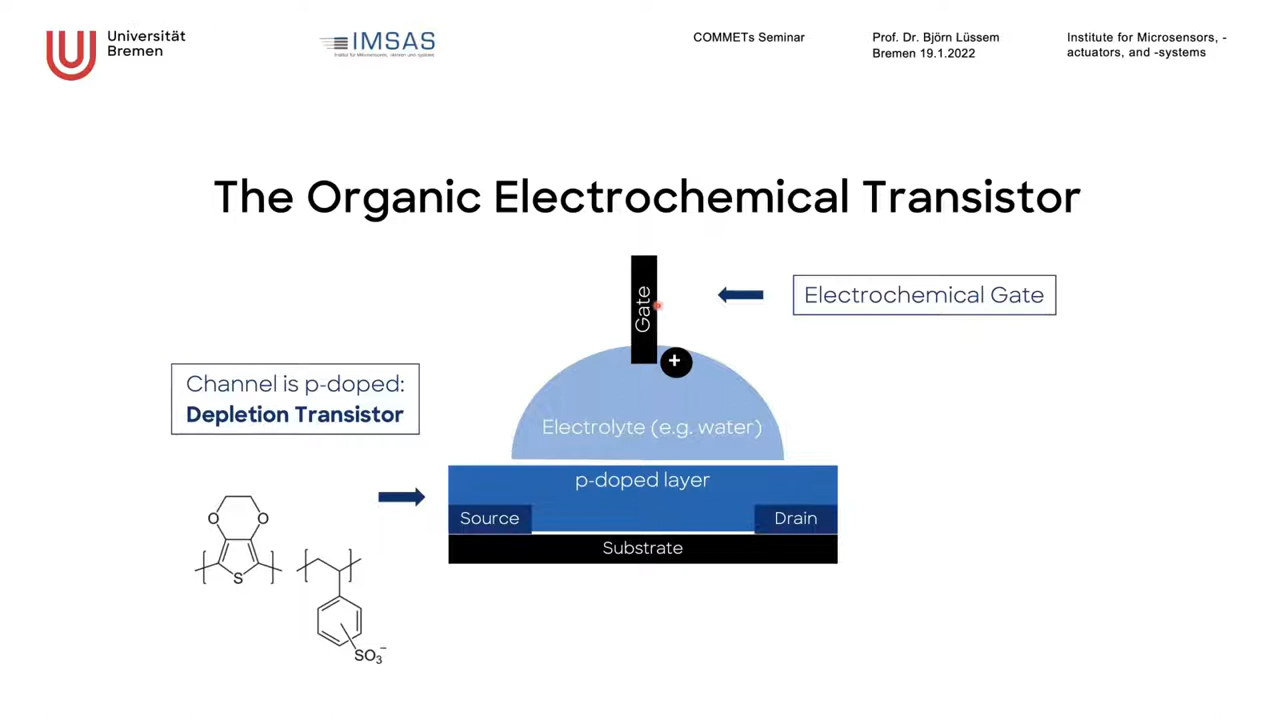 Universität
Bremen
IMSAS
COMMETs Seminar
Prof. Dr. Björn Lüssem
Bremen 19.1.2022
Institute for Microsensors, -
actuators, and -systems
The Organic Electrochemical Transistor
Gate
+
Electrochemical Gate
Channel is p-doped:
Depletion Transistor
Electrolyte (e.g. water)
p-doped layer
Source
Drain
Substrate
O
O
S
SO3−